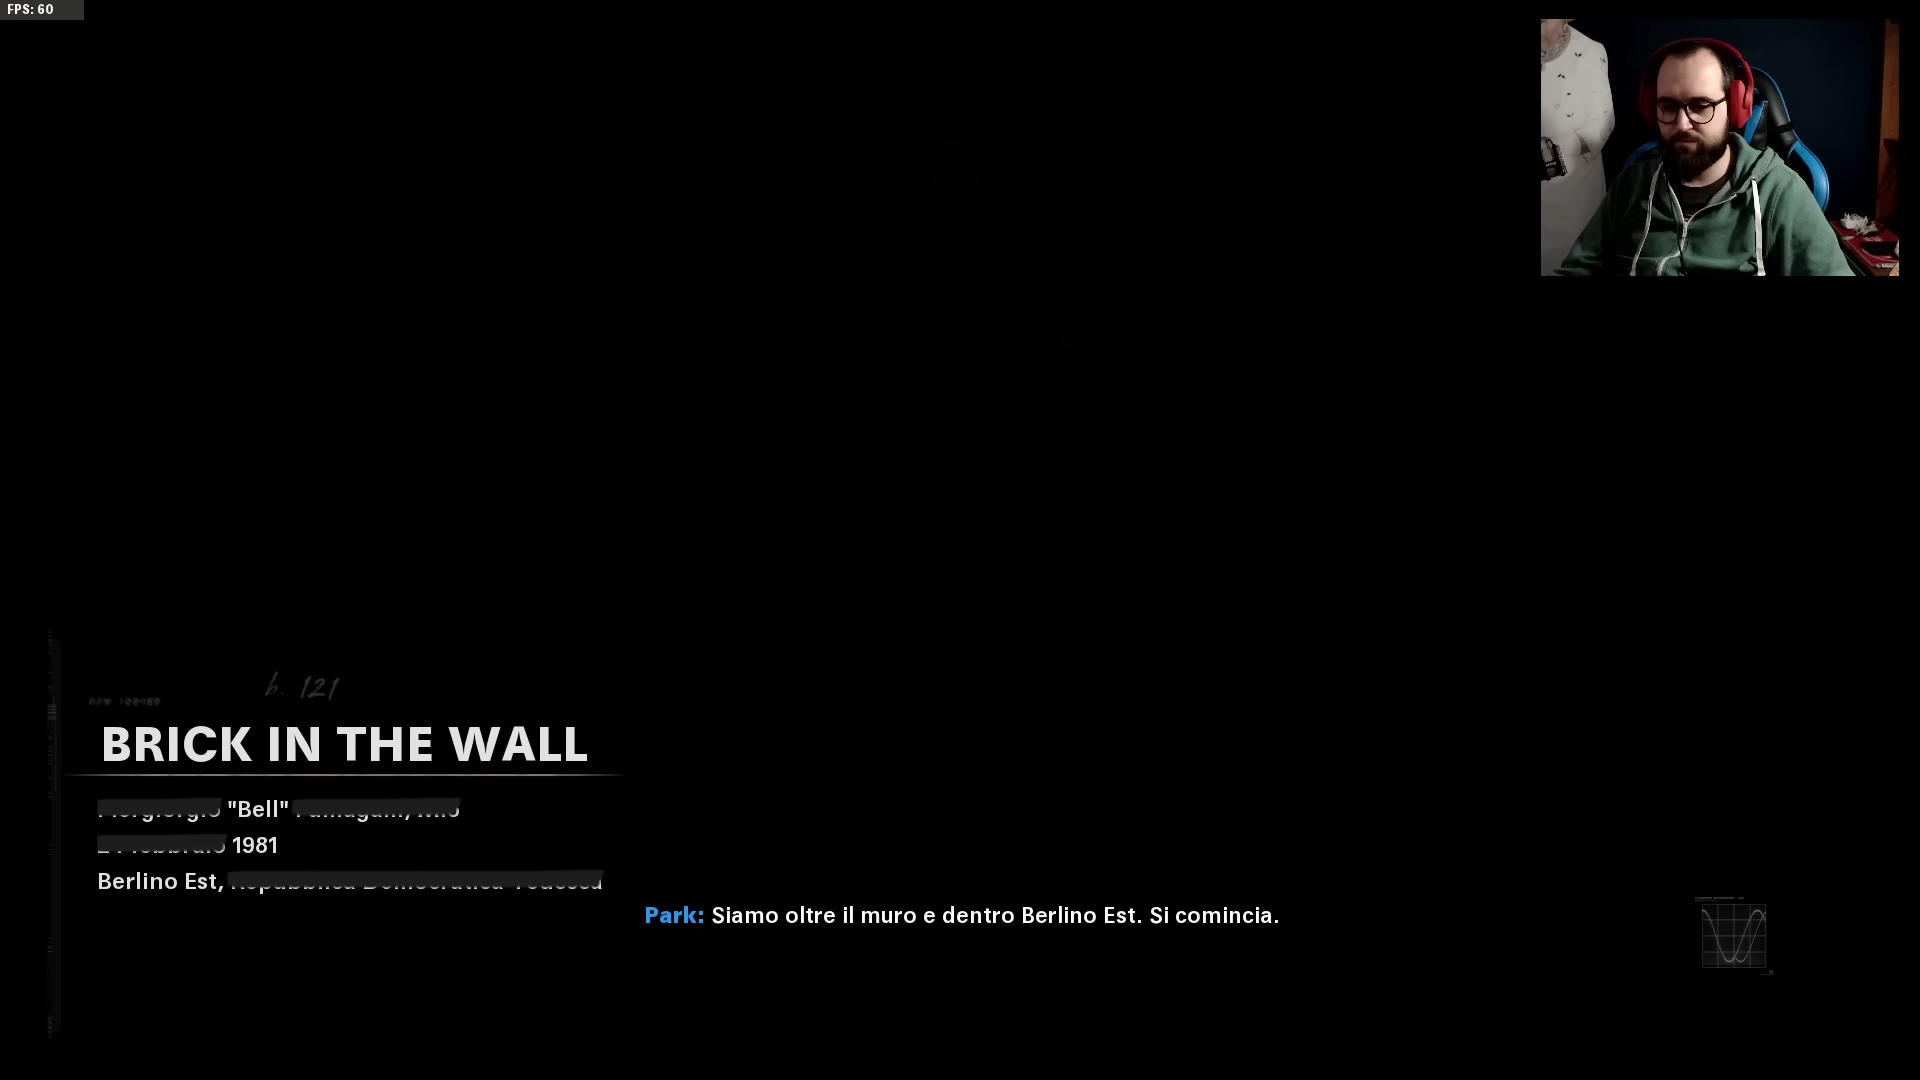 FPS: 60
b. 121
BRICK IN THE WALL
"Bell"
1981
Berlino Est,
Park: Siamo oltre il muro e dentro Berlino Est. Si comincia.